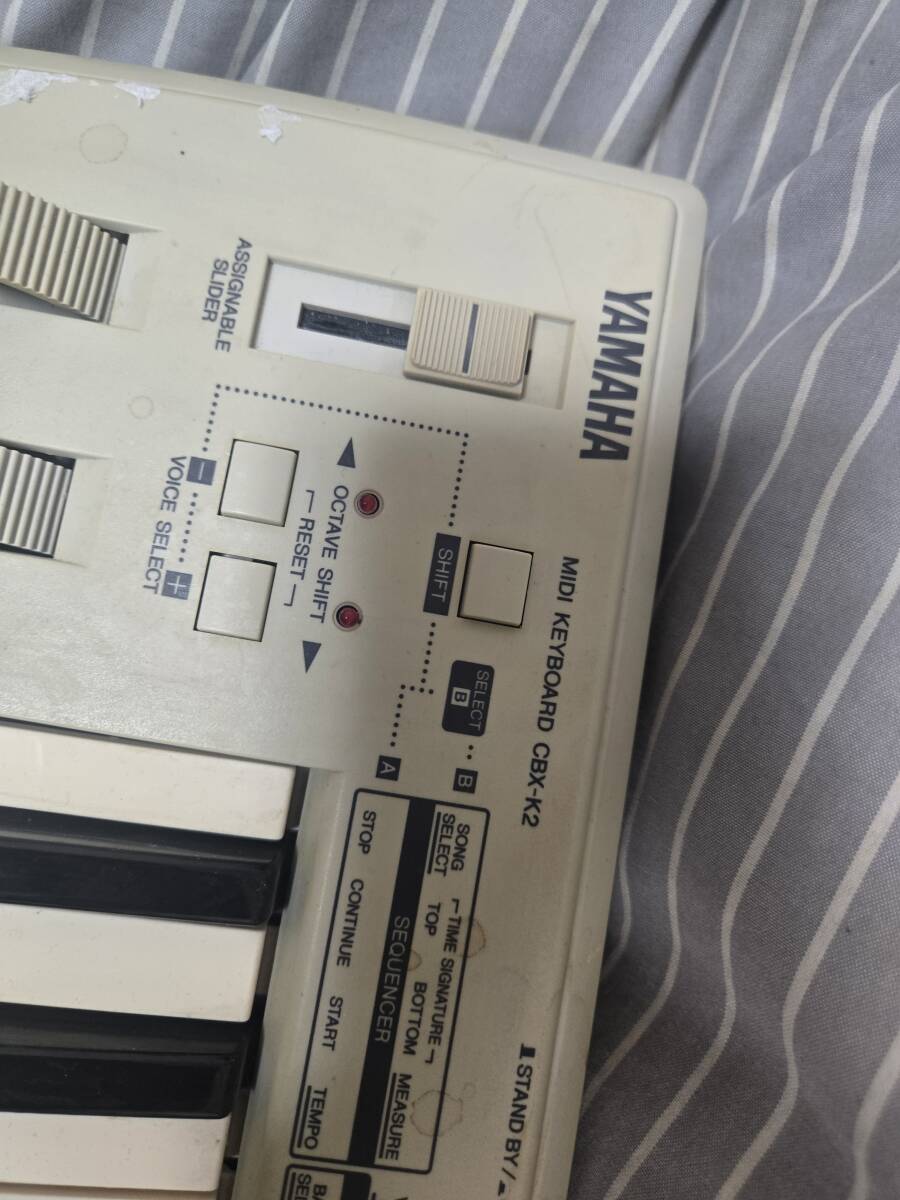 YAMAHA
MIDI KEYBOARD CBX-K2
STAND BY/
ASSIGNABLE
SLIDER
SHIFT
SELECT
B
B
A
OCTAVE SHIFT
RESET
−
+
VOICE SELECT
SONG
SELECT
TIME SIGNATURE
TOP
BOTTOM
MEASURE
SEQUENCER
STOP
CONTINUE
START
TEMPO